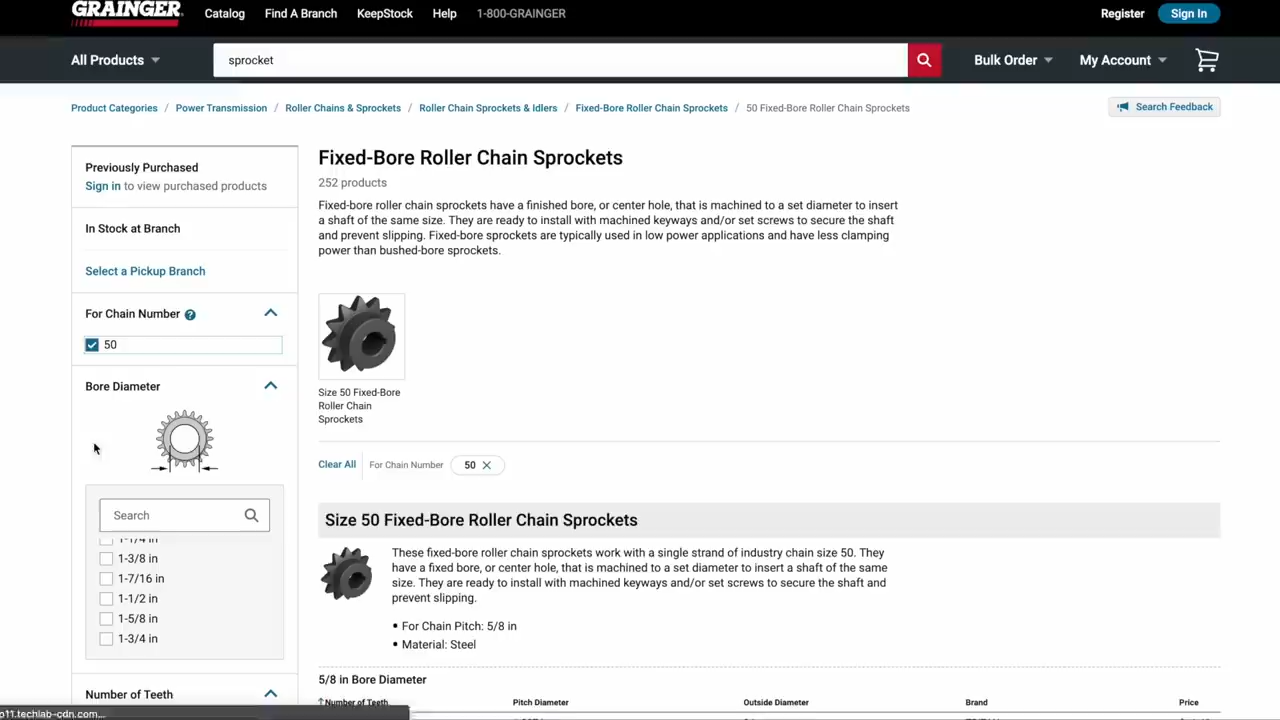 GRAINGER
Catalog
Find A Branch
KeepStock
Help
1-800-GRAINGER
Register
Sign In
All Products
sprocket
Bulk Order
My Account
Product Categories / Power Transmission / Roller Chains & Sprockets / Roller Chain Sprockets & Idlers / Fixed-Bore Roller Chain Sprockets / 50 Fixed-Bore Roller Chain Sprockets
Search Feedback
Previously Purchased
Sign in to view purchased products
In Stock at Branch
Select a Pickup Branch
For Chain Number ?
50
Bore Diameter
Search
1-1/4 in
1-3/8 in
1-7/16 in
1-1/2 in
1-5/8 in
1-3/4 in
Number of Teeth
Fixed-Bore Roller Chain Sprockets
252 products
Fixed-bore roller chain sprockets have a finished bore, or center hole, that is machined to a set diameter to insert
a shaft of the same size. They are ready to install with machined keyways and/or set screws to secure the shaft
and prevent slipping. Fixed-bore sprockets are typically used in low power applications and have less clamping
power than bushed-bore sprockets.
Size 50 Fixed-Bore
Roller Chain
Sprockets
Clear All
For Chain Number
50
Size 50 Fixed-Bore Roller Chain Sprockets
These fixed-bore roller chain sprockets work with a single strand of industry chain size 50. They
have a fixed bore, or center hole, that is machined to a set diameter to insert a shaft of the same
size. They are ready to install with machined keyways and/or set screws to secure the shaft and
prevent slipping.
• For Chain Pitch: 5/8 in
• Material: Steel
5/8 in Bore Diameter
Number of Teeth
Pitch Diameter
Outside Diameter
Brand
Price
p11.techlab-cdn.com...